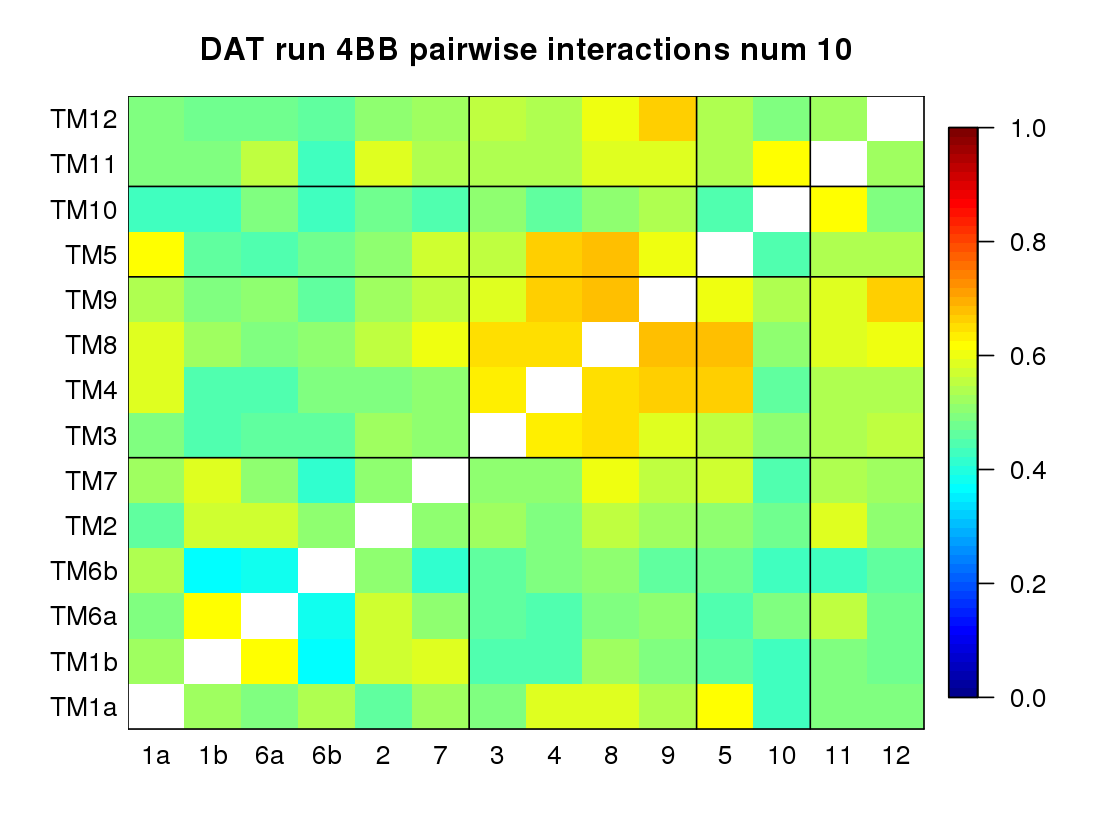 DAT run 4BB pairwise interactions num 10
TM12
TM11
TM10
TM5
TM9
TM8
TM4
TM3
TM7
TM2
TM6b
TM6a
TM1b
TM1a
1a 1b 6a 6b 2 7 3 4 8 9 5 10 11 12
1.0
0.8
0.6
0.4
0.2
0.0